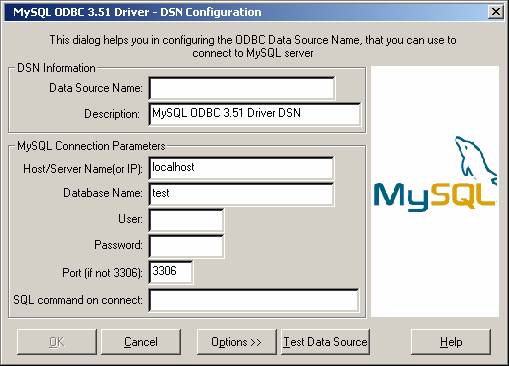 MySQL ODBC 3.51 Driver - DSN Configuration
This dialog helps you in configuring the ODBC Data Source Name, that you can use to
connect to MySQL server
DSN Information
Data Source Name:
Description: MySQL ODBC 3.51 Driver DSN
MySQL Connection Parameters
Host/Server Name(or IP): localhost
Database Name: test
User:
Password:
Port (if not 3306): 3306
SQL command on connect:
MySQL
OK Cancel Options >> Test Data Source Help